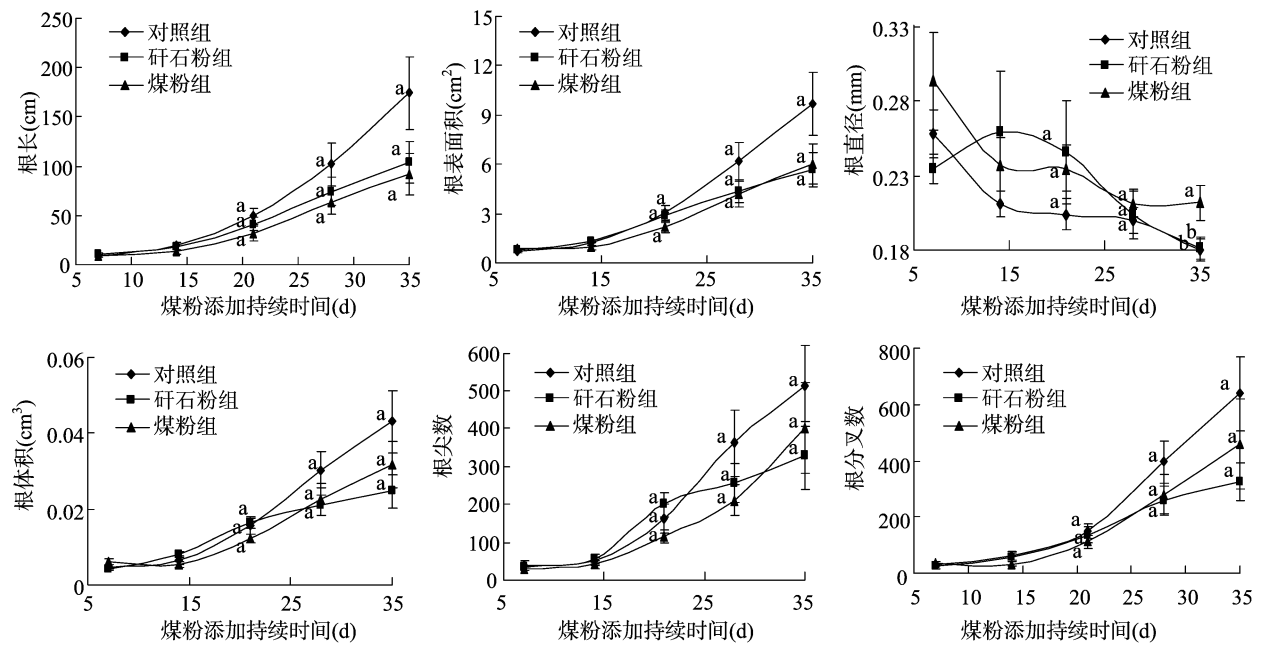 250
200
150
100
50
0
根长(cm)
对照组
矸石粉组
煤粉组
a
a
a
a
a
a
a
a
a
5 10 15 20 25 30 35
煤粉添加持续时间(d)
15
12
9
6
3
0
根表面积(cm²)
对照组
矸石粉组
煤粉组
a
a
a
a
a
a
a
a
a
5 15 25 35
煤粉添加持续时间(d)
0.33
0.28
0.23
0.18
根直径(mm)
对照组
矸石粉组
煤粉组
a
a
a
a
a
a
a
b
b
5 15 25 35
煤粉添加持续时间(d)
0.06
0.04
0.02
0
根体积(cm³)
对照组
矸石粉组
煤粉组
a
a
a
a
a
a
a
a
a
5 15 25 35
煤粉添加持续时间(d)
600
500
400
300
200
100
0
根尖数
对照组
矸石粉组
煤粉组
a
a
a
a
a
a
a
a
a
5 15 25 35
煤粉添加持续时间(d)
800
600
400
200
0
根分叉数
对照组
矸石粉组
煤粉组
a
a
a
a
a
a
a
a
a
5 10 15 20 25 30 35
煤粉添加持续时间(d)